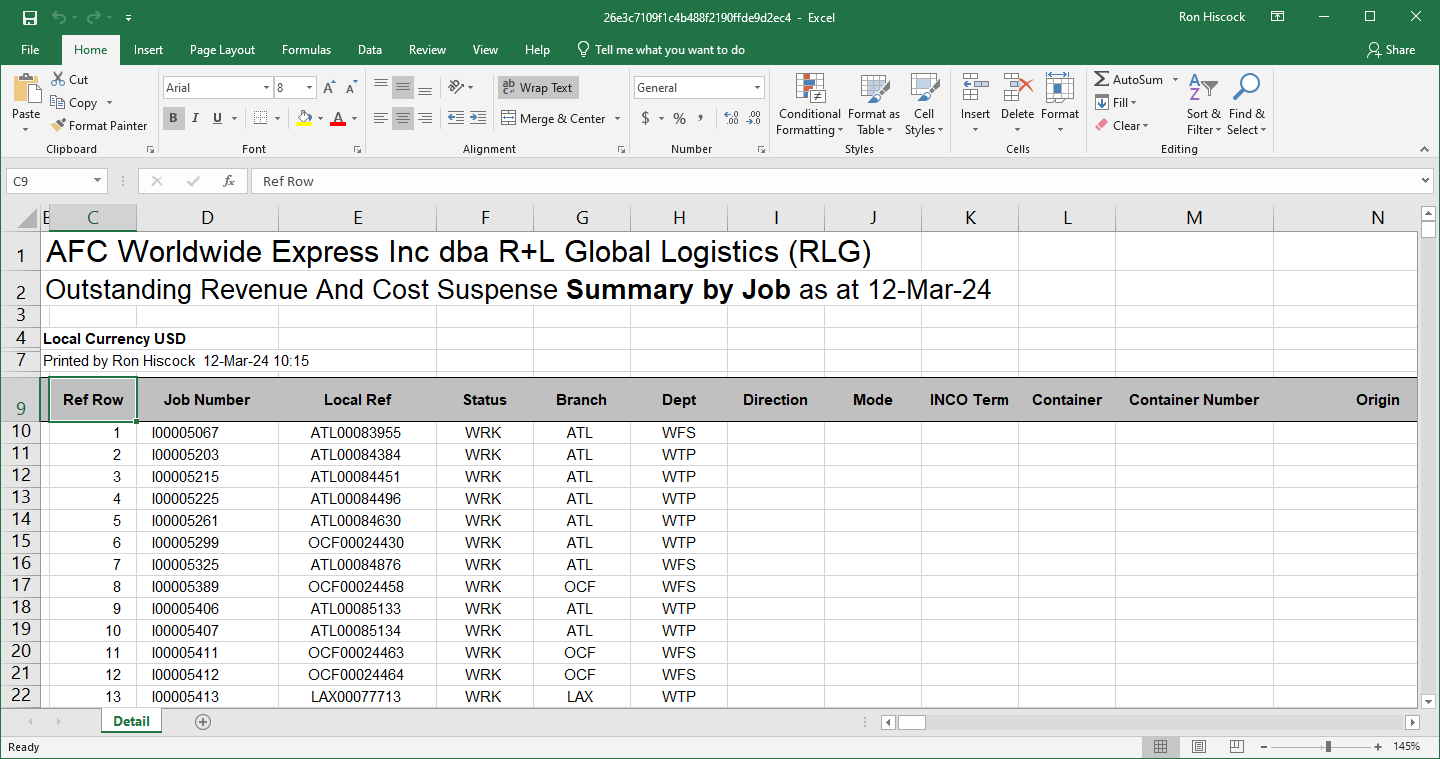 26e3c7109f1c4b488f2190ffde9d2ec4 - Excel
Ron Hiscock
File Home Insert Page Layout Formulas Data Review View Help Tell me what you want to do Share
Paste
Cut
Copy
Format Painter
Clipboard
Arial 8
B I U
Font
Wrap Text
Merge & Center
Alignment
General
$ % ,
Number
Conditional Formatting
Format as Table
Cell Styles
Styles
Insert
Delete
Format
Cells
AutoSum
Fill
Clear
Sort & Filter
Find & Select
Editing
C9 fx Ref Row
C D E F G H I J K L M N
1 AFC Worldwide Express Inc dba R+L Global Logistics (RLG)
2 Outstanding Revenue And Cost Suspense Summary by Job as at 12-Mar-24
3
4 Local Currency USD
7 Printed by Ron Hiscock 12-Mar-24 10:15
9 Ref Row Job Number Local Ref Status Branch Dept Direction Mode INCO Term Container Container Number Origin
10 1 I00005067 ATL00083955 WRK ATL WFS
11 2 I00005203 ATL00084384 WRK ATL WTP
12 3 I00005215 ATL00084451 WRK ATL WTP
13 4 I00005225 ATL00084496 WRK ATL WTP
14 5 I00005261 ATL00084630 WRK ATL WTP
15 6 I00005299 OCF00024430 WRK ATL WTP
16 7 I00005325 ATL00084876 WRK ATL WFS
17 8 I00005389 OCF00024458 WRK OCF WFS
18 9 I00005406 ATL00085133 WRK ATL WTP
19 10 I00005407 ATL00085134 WRK ATL WTP
20 11 I00005411 OCF00024463 WRK OCF WFS
21 12 I00005412 OCF00024464 WRK OCF WFS
22 13 I00005413 LAX00077713 WRK LAX WTP
Detail
Ready
145%